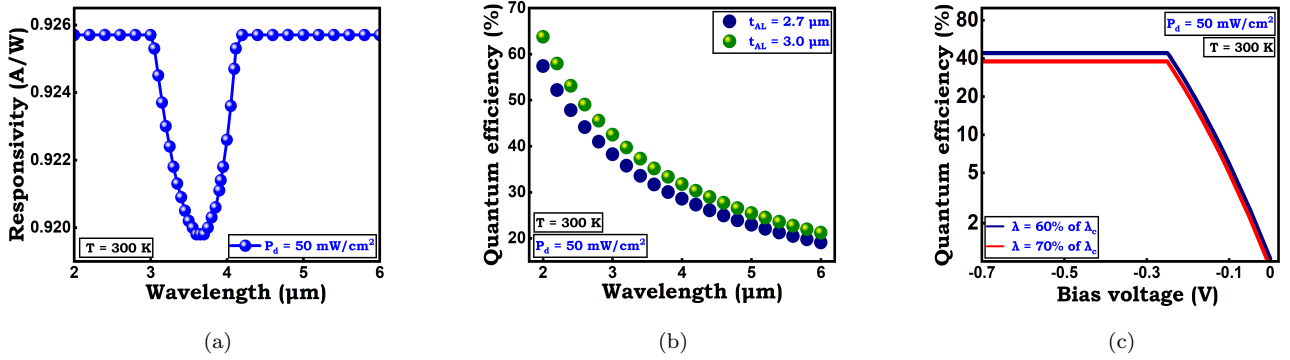 Responsivity (A/W)
0.926
0.924
0.922
0.920
T = 300 K
P_d = 50 mW/cm²
2 3 4 5 6
Wavelength (µm)
(a)
Quantum efficiency (%)
70
60
50
40
30
20
t_AL = 2.7 µm
t_AL = 3.0 µm
T = 300 K
P_d = 50 mW/cm²
2 3 4 5 6
Wavelength (µm)
(b)
Quantum efficiency (%)
80
40
20
10
5
2
P_d = 50 mW/cm²
T = 300 K
λ = 60% of λ_c
λ = 70% of λ_c
-0.7 -0.5 -0.3 -0.1 0
Bias voltage (V)
(c)